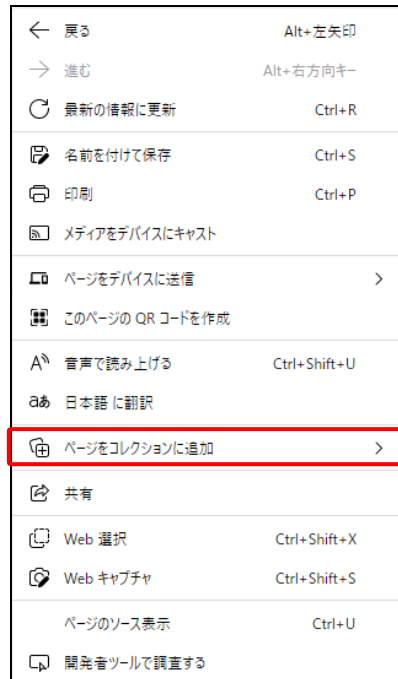 戻る Alt+左矢印
進む Alt+右方向キー
最新の情報に更新 Ctrl+R
名前を付けて保存 Ctrl+S
印刷 Ctrl+P
メディアをデバイスにキャスト
ページをデバイスに送信
このページの QR コードを作成
音声で読み上げる Ctrl+Shift+U
aあ 日本語 に翻訳
ページをコレクションに追加
共有
Web 選択 Ctrl+Shift+X
Web キャプチャ Ctrl+Shift+S
ページのソース表示 Ctrl+U
開発者ツールで調査する